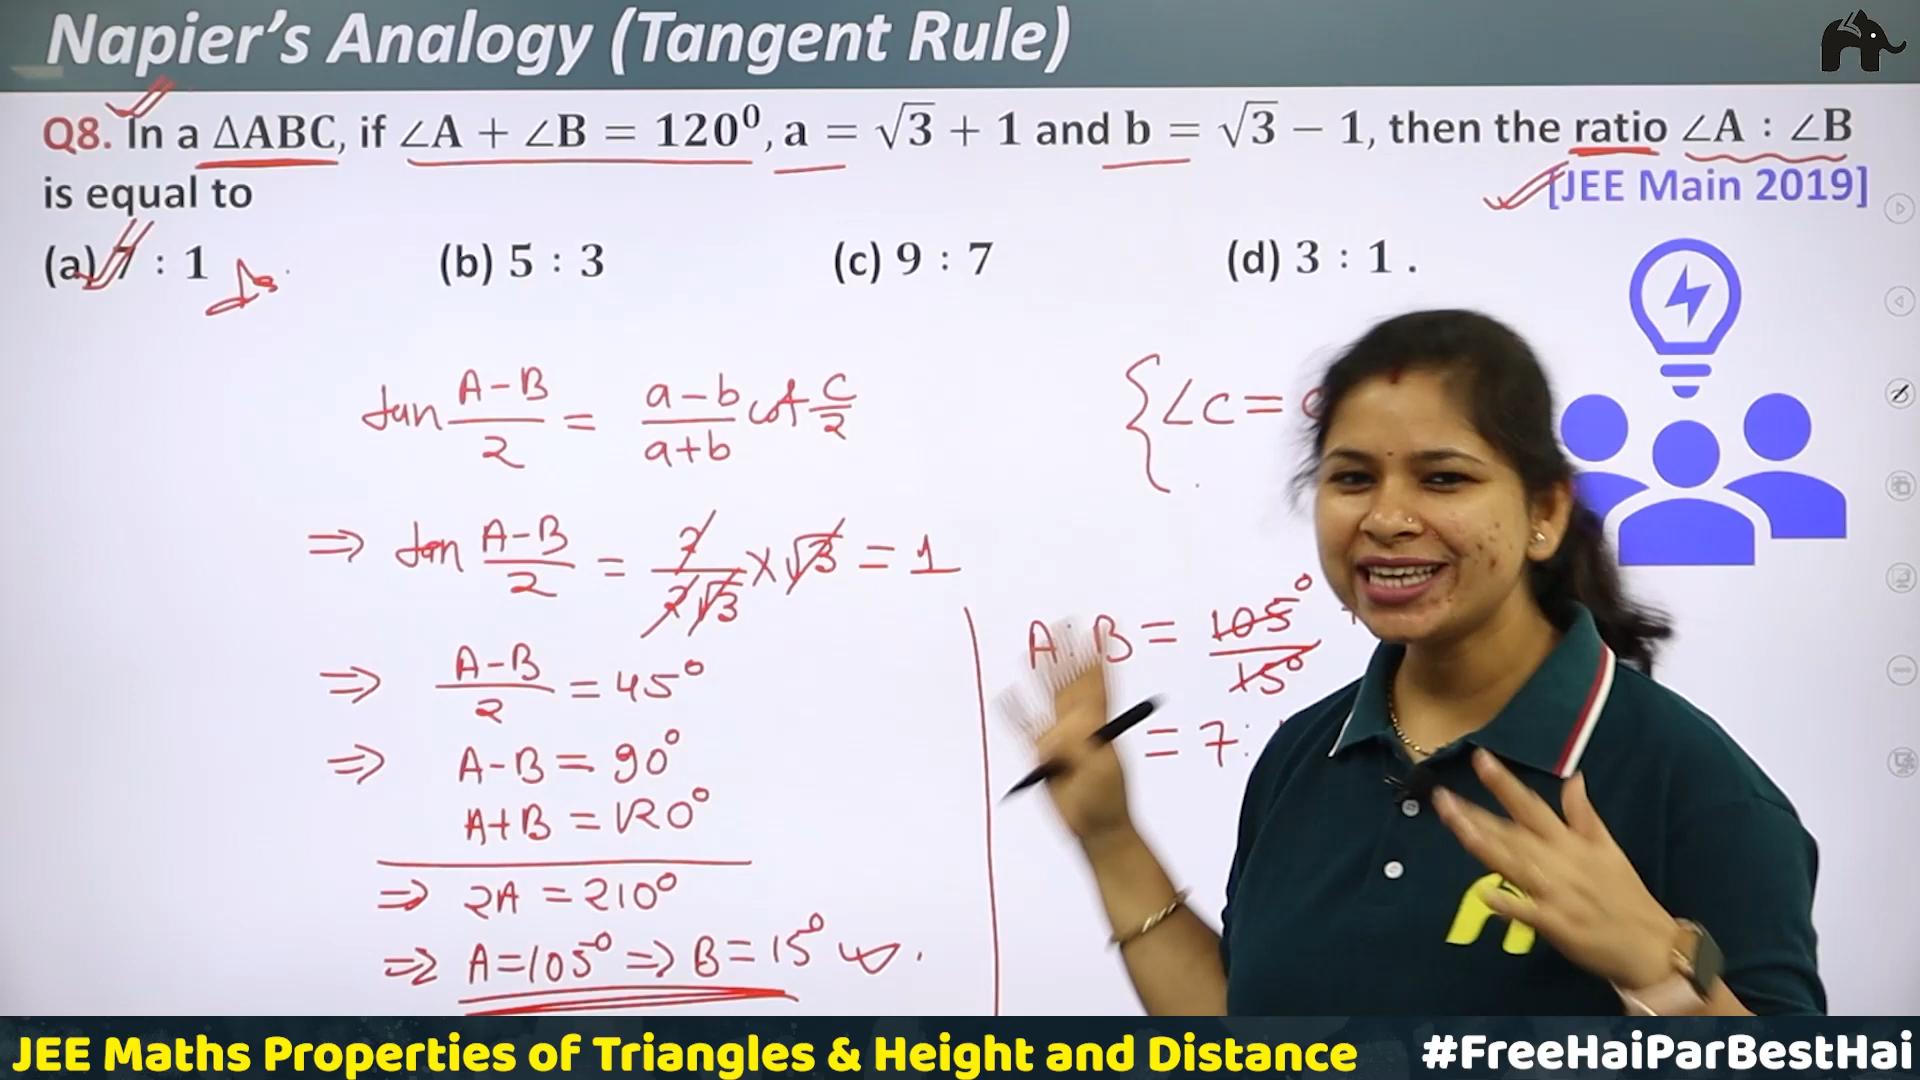 Napier's Analogy (Tangent Rule)
Q8. In a ΔABC, if ∠A + ∠B = 120⁰, a = √3 + 1 and b = √3 − 1, then the ratio ∠A : ∠B
is equal to
[JEE Main 2019]
(a) 7 : 1
(b) 5 : 3
(c) 9 : 7
(d) 3 : 1 .
tan (A-B)/2 = (a-b)/(a+b) cot C/2
{∠C =
⇒ tan (A-B)/2 = 2/2√3 × √3 = 1
⇒ (A-B)/2 = 45°
⇒ A-B = 90°
A+B = 120°
⇒ 2A = 210°
⇒ A=105° ⇒ B=15°
A : B = 105°/15°
= 7 :
JEE Maths Properties of Triangles & Height and Distance
#FreeHaiParBestHai